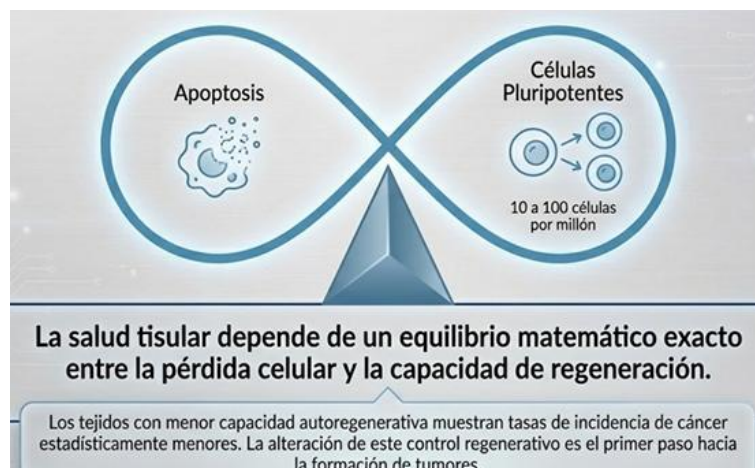 Apoptosis
Células
Pluripotentes
10 a 100 células
por millón
La salud tisular depende de un equilibrio matemático exacto
entre la pérdida celular y la capacidad de regeneración.
Los tejidos con menor capacidad autoregenerativa muestran tasas de incidencia de cáncer
estadísticamente menores. La alteración de este control regenerativo es el primer paso hacia
la formación de tumores